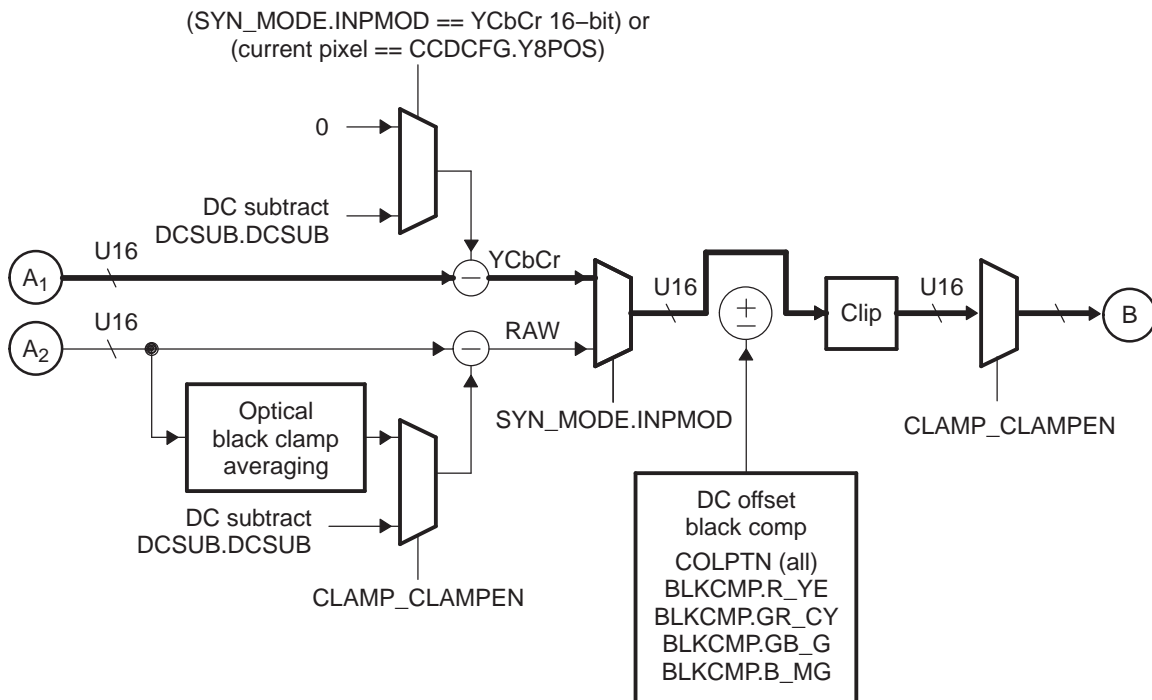 (SYN_MODE.INPMOD == YCbCr 16−bit) or
(current pixel == CCDCFG.Y8POS)
0
DC subtract
DCSUB.DCSUB
U16
A1
YCbCr
U16
U16
Clip
B
U16
A2
RAW
Optical
black clamp
averaging
SYN_MODE.INPMOD
CLAMP_CLAMPEN
DC subtract
DCSUB.DCSUB
CLAMP_CLAMPEN
DC offset
black comp
COLPTN (all)
BLKCMP.R_YE
BLKCMP.GR_CY
BLKCMP.GB_G
BLKCMP.B_MG